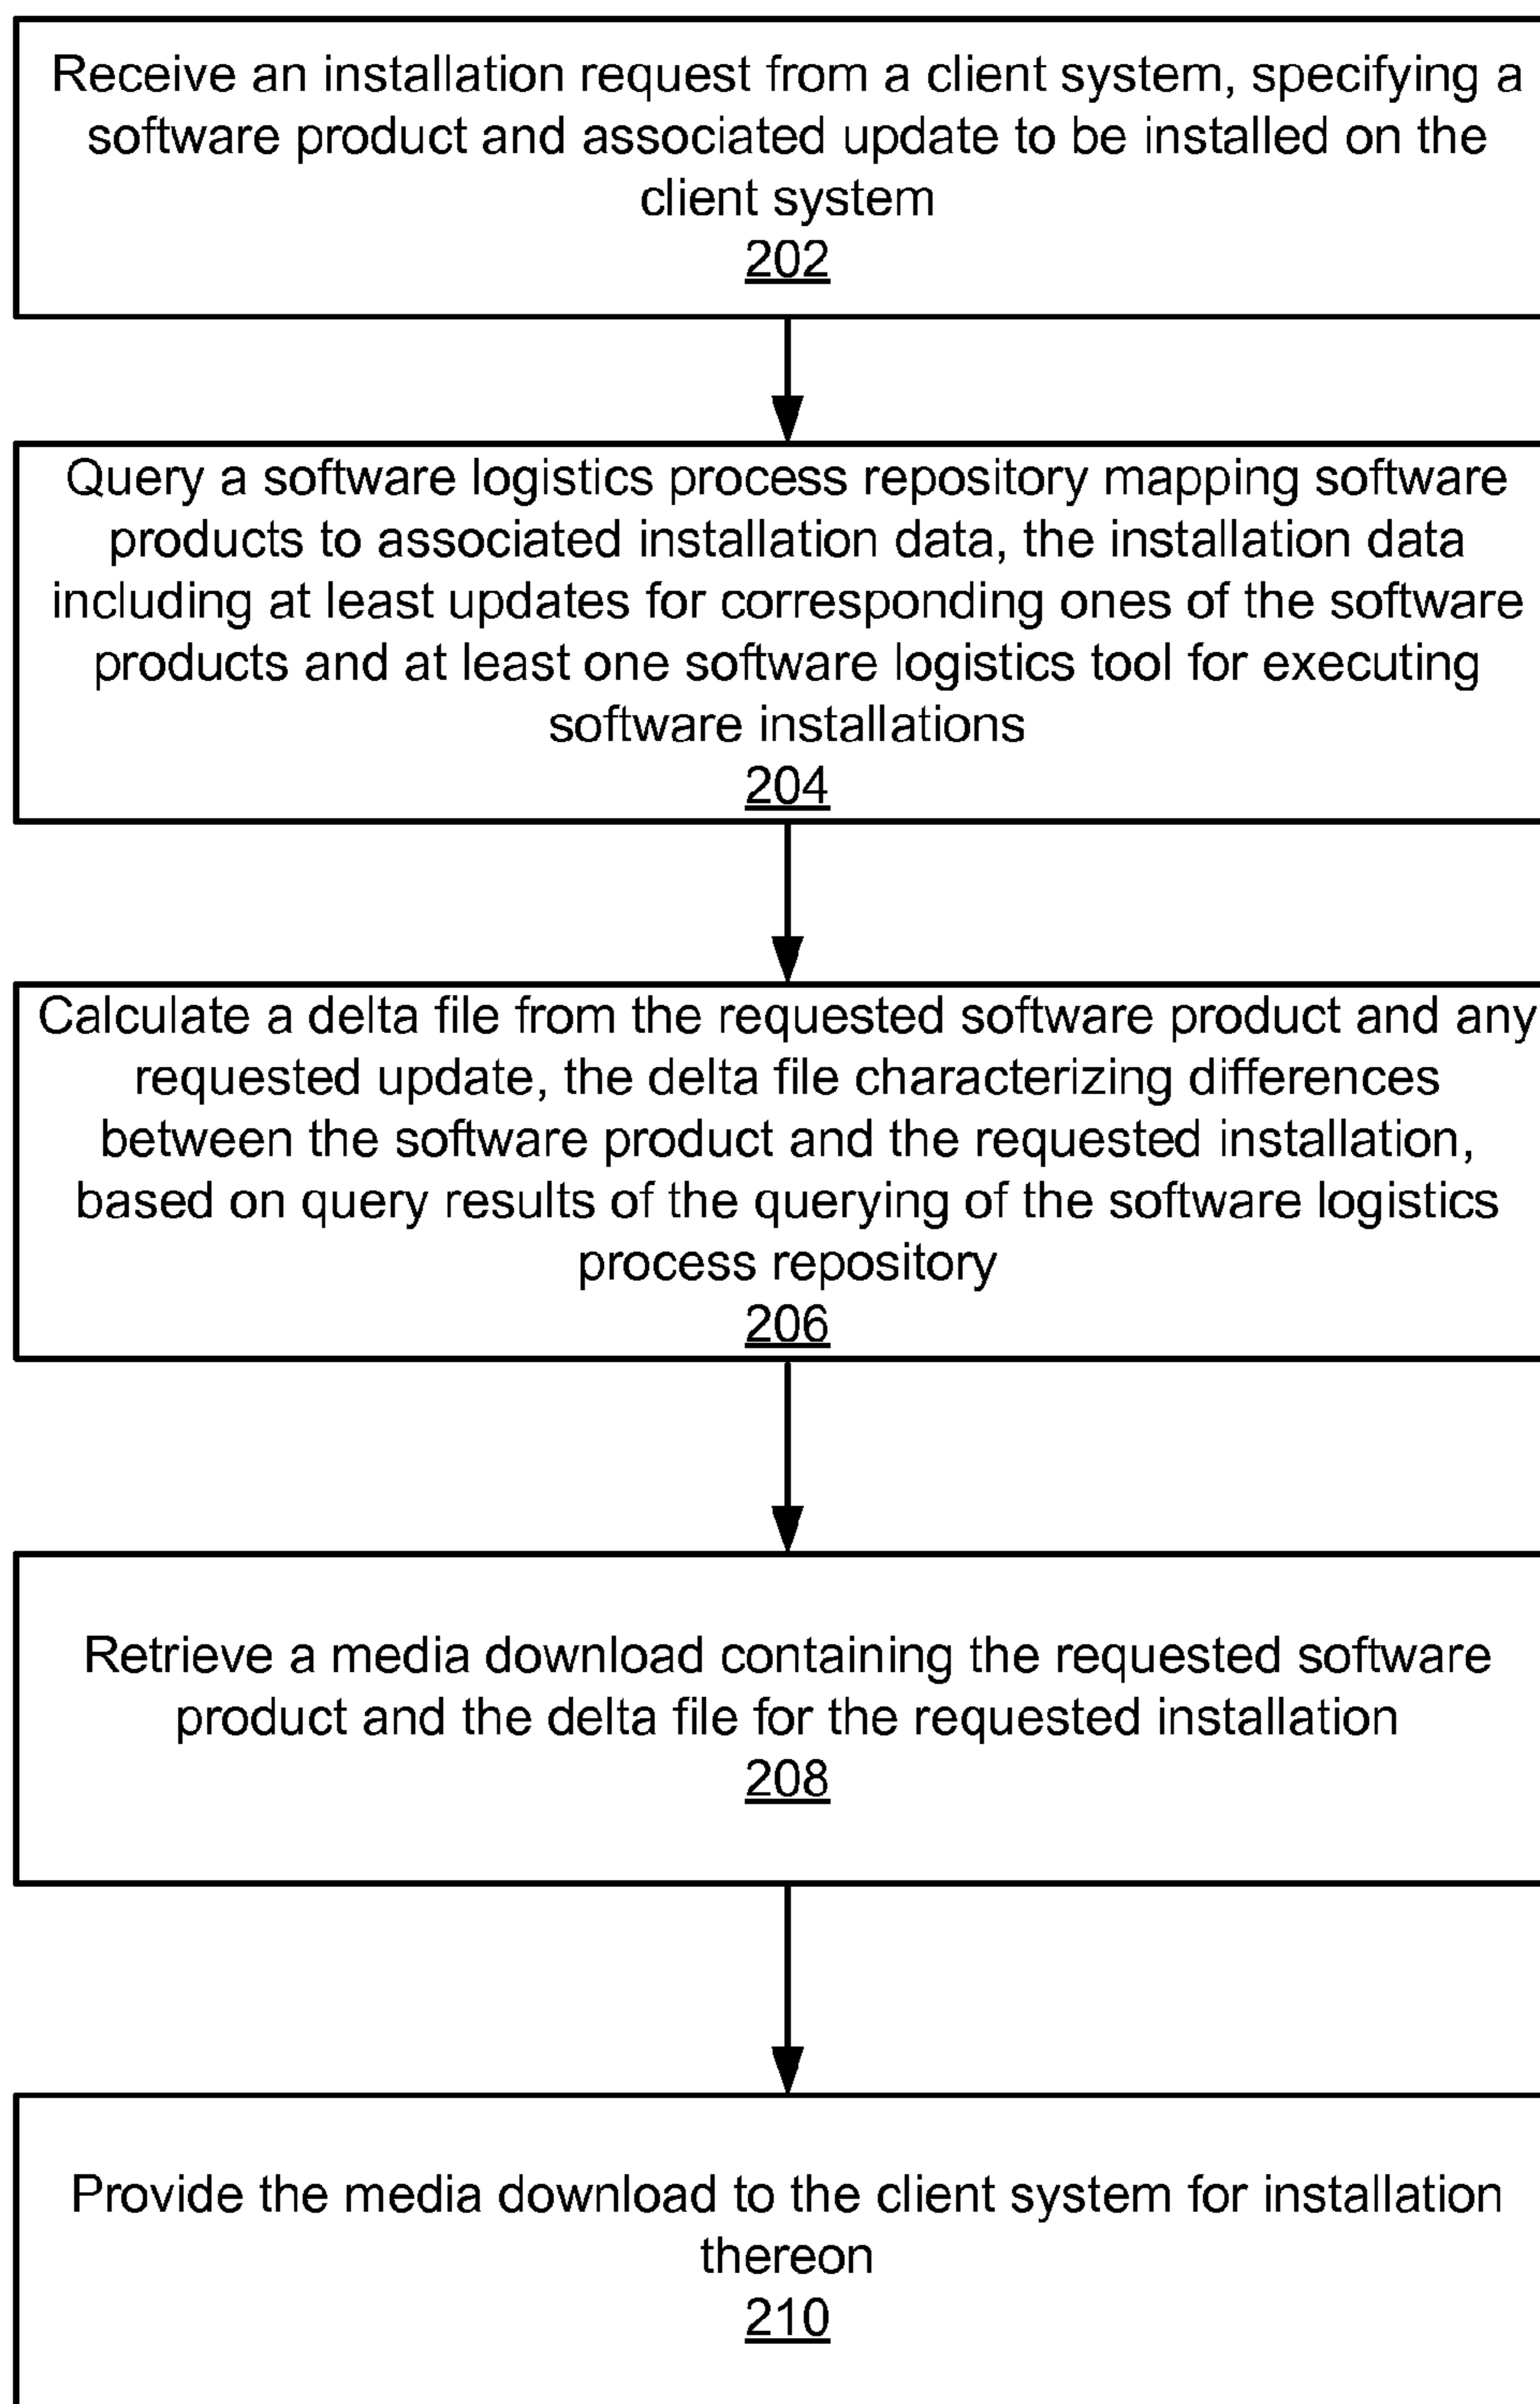 Receive an installation request from a client system, specifying a
software product and associated update to be installed on the
client system
202
Query a software logistics process repository mapping software
products to associated installation data, the installation data
including at least updates for corresponding ones of the software
products and at least one software logistics tool for executing
software installations
204
Calculate a delta file from the requested software product and any
requested update, the delta file characterizing differences
between the software product and the requested installation,
based on query results of the querying of the software logistics
process repository
206
Retrieve a media download containing the requested software
product and the delta file for the requested installation
208
Provide the media download to the client system for installation
thereon
210